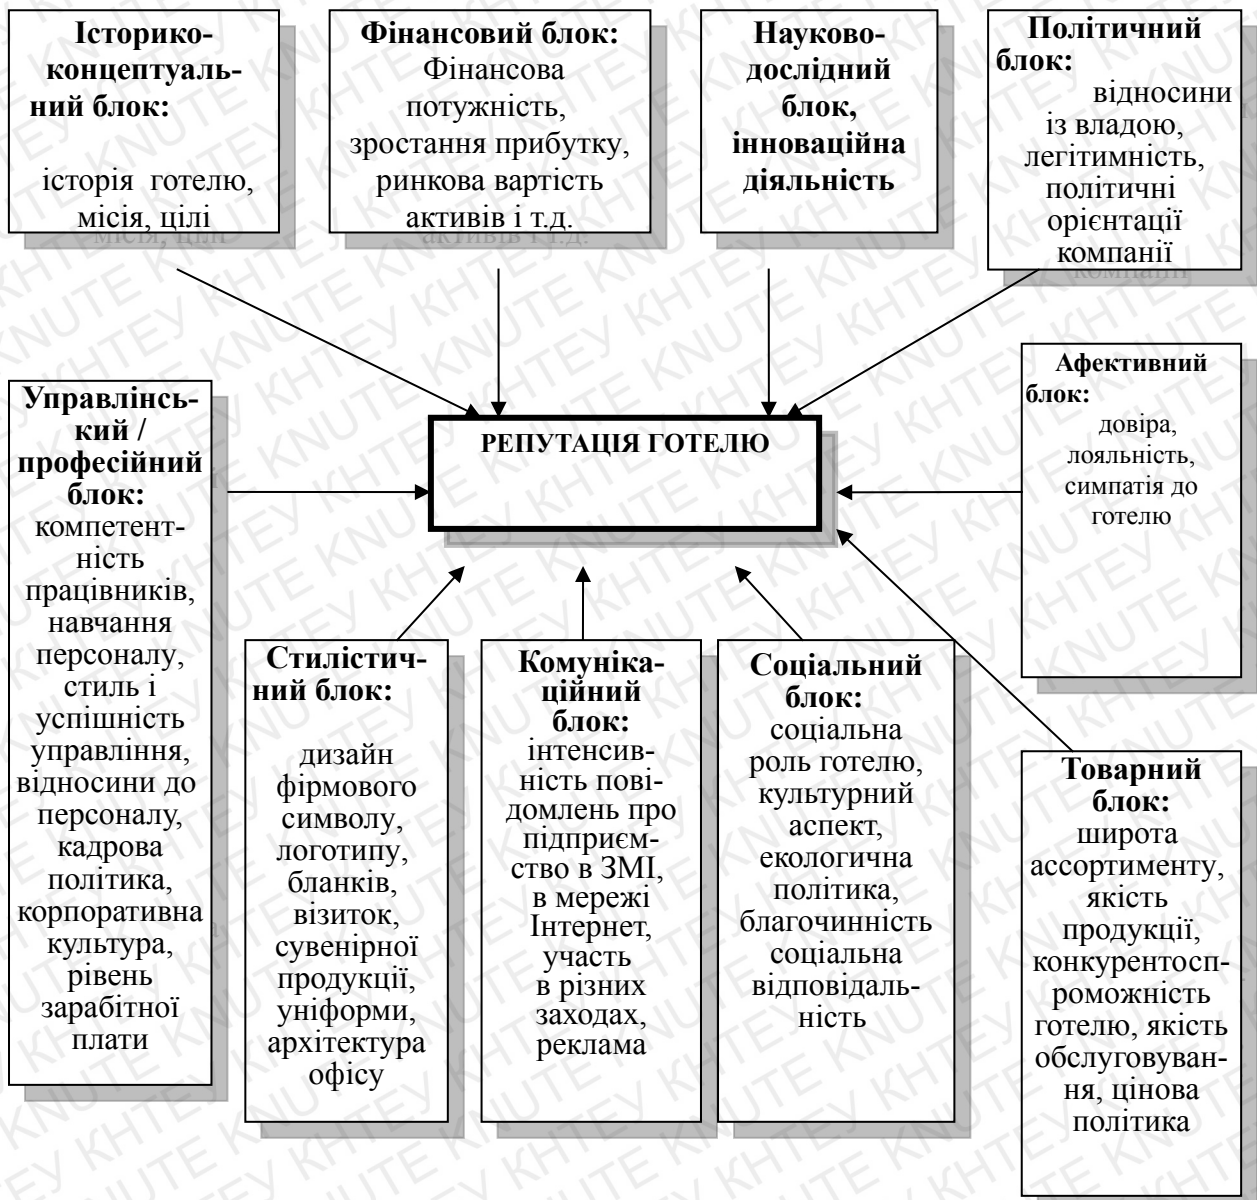 Історико-
концептуаль-
ний блок:
історія готелю,
місія, цілі
Фінансовий блок:
Фінансова
потужність,
зростання прибутку,
ринкова вартість
активів і т.д.
Науково-
дослідний
блок,
інноваційна
діяльність
Політичний
блок:
відносини
із владою,
легітимність,
політичні
орієнтації
компанії
Управлінсь-
кий /
професійний
блок:
компетент-
ність
працівників,
навчання
персоналу,
стиль і
успішність
управління,
відносини до
персоналу,
кадрова
політика,
корпоративна
культура,
рівень
зарабітної
плати
РЕПУТАЦІЯ ГОТЕЛЮ
Афективний
блок:
довіра,
лояльність,
симпатія до
готелю
Стилістич-
ний блок:
дизайн
фірмового
символу,
логотипу,
бланків,
візиток,
сувенірної
продукції,
уніформи,
архітектура
офісу
Комуніка-
ційний
блок:
інтенсив-
ність пові-
домлень про
підприєм-
ство в ЗМІ,
в мережі
Інтернет,
участь
в різних
заходах,
реклама
Соціальний
блок:
соціальна
роль готелю,
культурний
аспект,
екологична
політика,
благочинність
соціальна
відповідаль-
ність
Товарний
блок:
широта
ассортименту,
якість
продукції,
конкурентосп-
роможність
готелю, якість
обслуговуван-
ня, цінова
політика